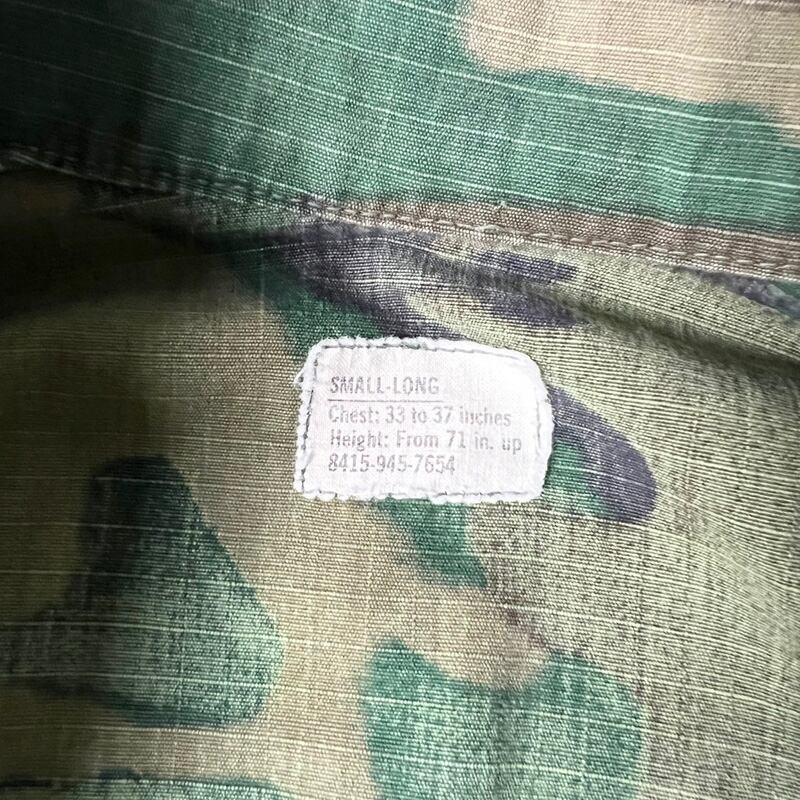 SMALL-LONG
Chest: 33 to 37 inches
Height: From 71 in. up
8415-945-7654